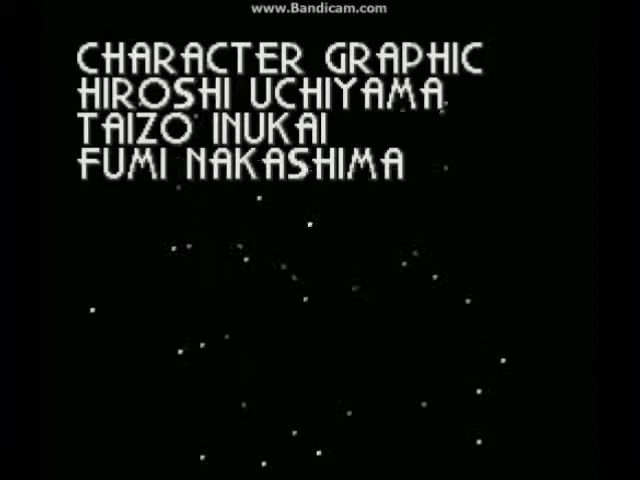 www.Bandicam.com
CHARACTER GRAPHIC
HIROSHI UCHIYAMA
TAIZO INUKAI
FUMI NAKASHIMA